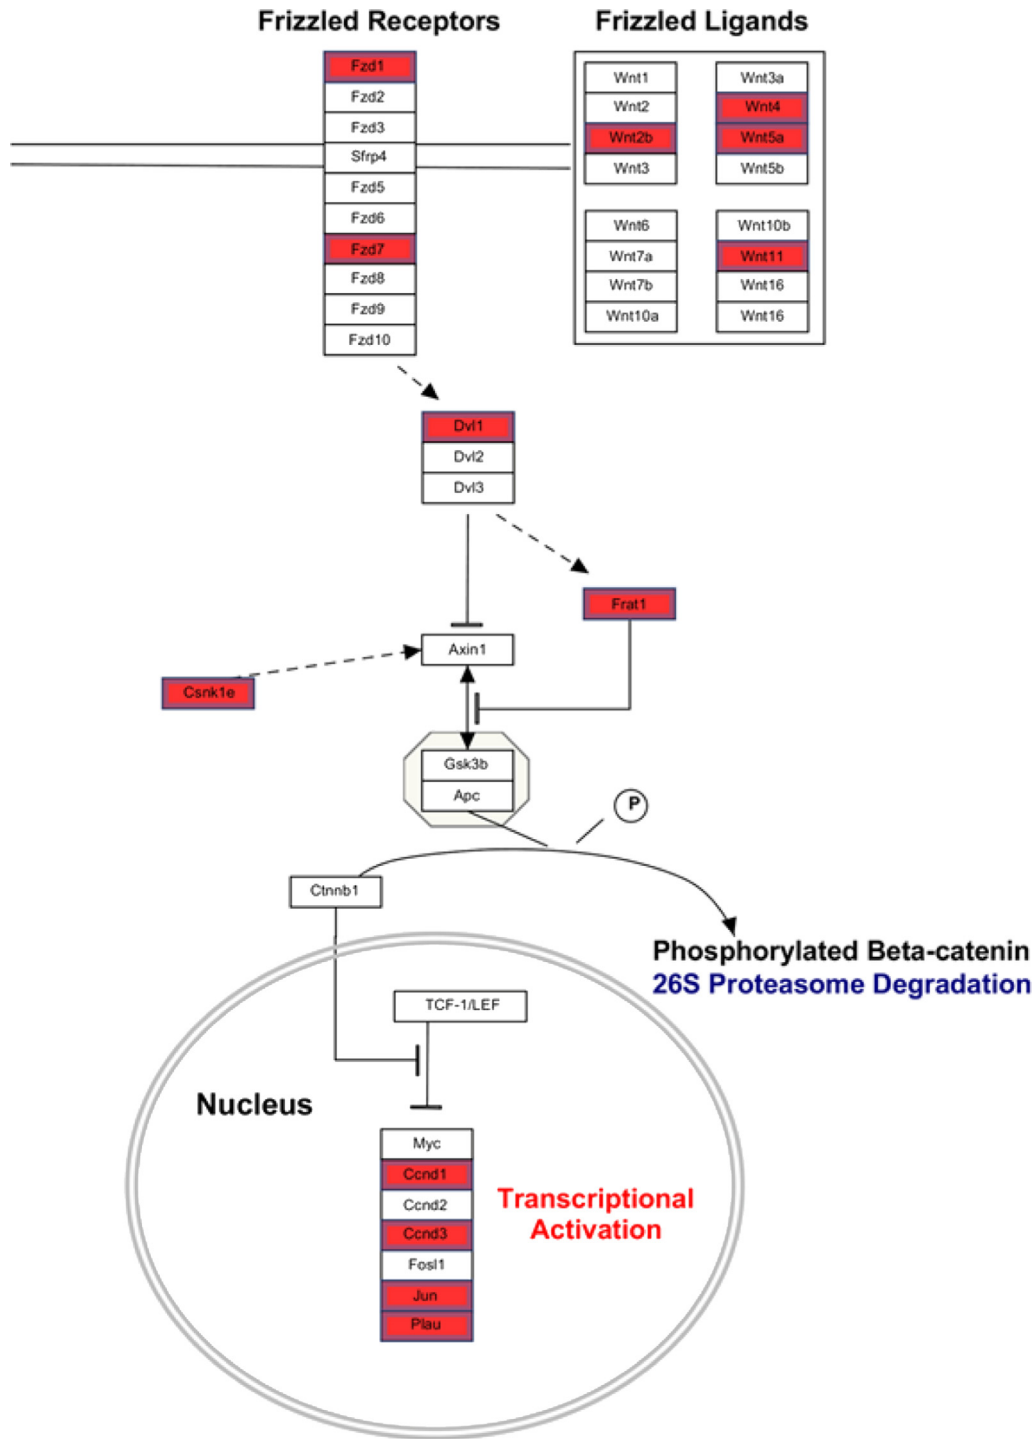 Frizzled Receptors
Frizzled Ligands
Fzd1
Fzd2
Fzd3
Sfrp4
Fzd5
Fzd6
Fzd7
Fzd8
Fzd9
Fzd10
Wnt1
Wnt2
Wnt2b
Wnt3
Wnt3a
Wnt4
Wnt5a
Wnt5b
Wnt6
Wnt7a
Wnt7b
Wnt10a
Wnt10b
Wnt11
Wnt16
Wnt16
Dvl1
Dvl2
Dvl3
Frat1
Axin1
Csnk1e
Gsk3b
Apc
P
Ctnnb1
Phosphorylated Beta-catenin
26S Proteasome Degradation
TCF-1/LEF
Nucleus
Myc
Ccnd1
Ccnd2
Ccnd3
Fosl1
Jun
Plau
Transcriptional
Activation